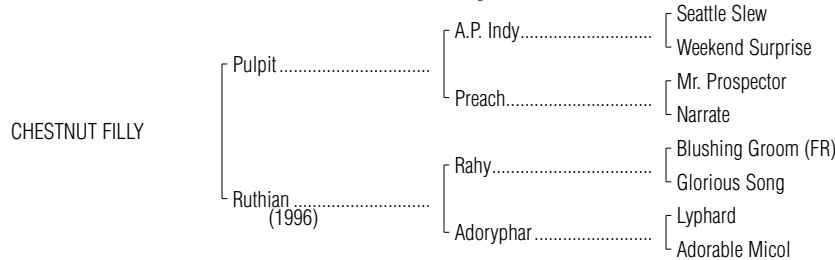 Seattle Slew
A.P. Indy..............................
Weekend Surprise
Pulpit ..............................
Mr. Prospector
Preach.................................
Narrate
CHESTNUT FILLY
Blushing Groom (FR)
Rahy....................................
Glorious Song
Ruthian ...........................
(1996)
Lyphard
Adoryphar..........................
Adorable Micol